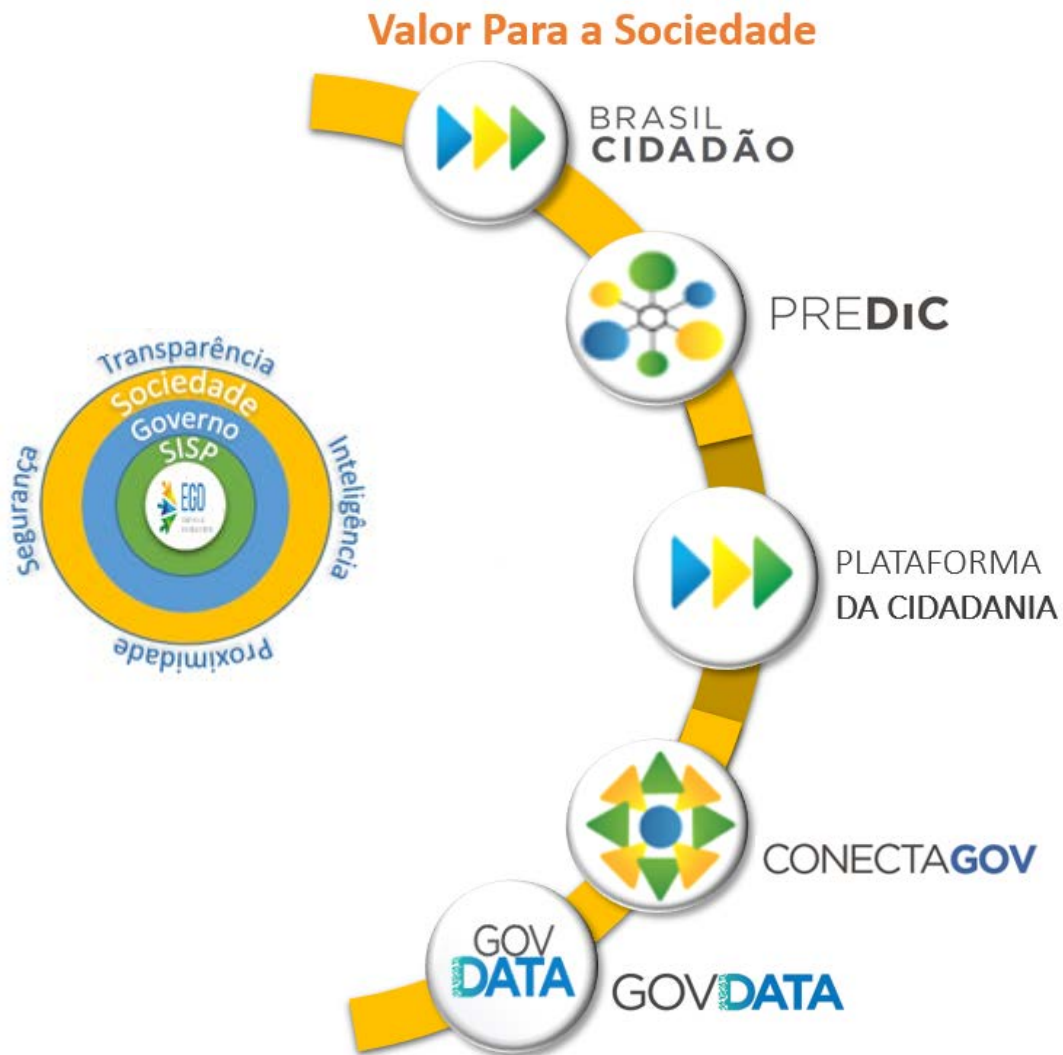 Valor Para a Sociedade
BRASIL
CIDADÃO
PREDiC
Transparência
Sociedade
Governo
SISP
EGD
Segurança
Inteligência
Proximidade
PLATAFORMA
DA CIDADANIA
CONECTAGOV
GOV
DATA
GOVDATA